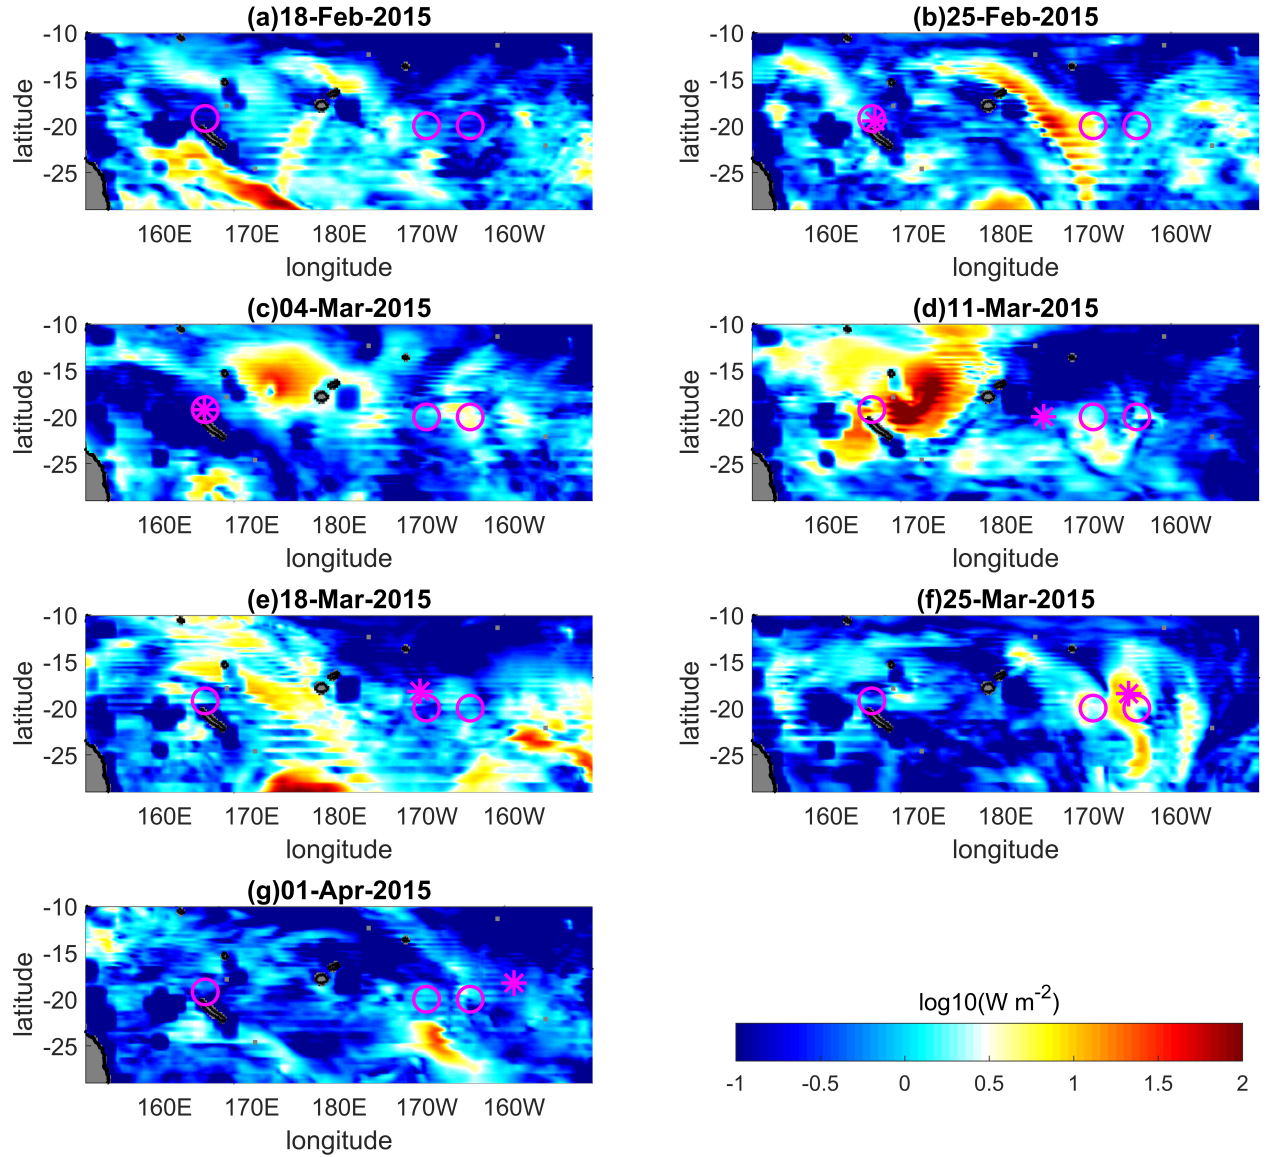 (a)18-Feb-2015
-10
-15
-20
-25
latitude
160E 170E 180E 170W 160W
longitude
(b)25-Feb-2015
-10
-15
-20
-25
latitude
160E 170E 180E 170W 160W
longitude
(c)04-Mar-2015
-10
-15
-20
-25
latitude
160E 170E 180E 170W 160W
longitude
(d)11-Mar-2015
-10
-15
-20
-25
latitude
160E 170E 180E 170W 160W
longitude
(e)18-Mar-2015
-10
-15
-20
-25
latitude
160E 170E 180E 170W 160W
longitude
(f)25-Mar-2015
-10
-15
-20
-25
latitude
160E 170E 180E 170W 160W
longitude
(g)01-Apr-2015
-10
-15
-20
-25
latitude
160E 170E 180E 170W 160W
longitude
log10(W m⁻²)
-1 -0.5 0 0.5 1 1.5 2